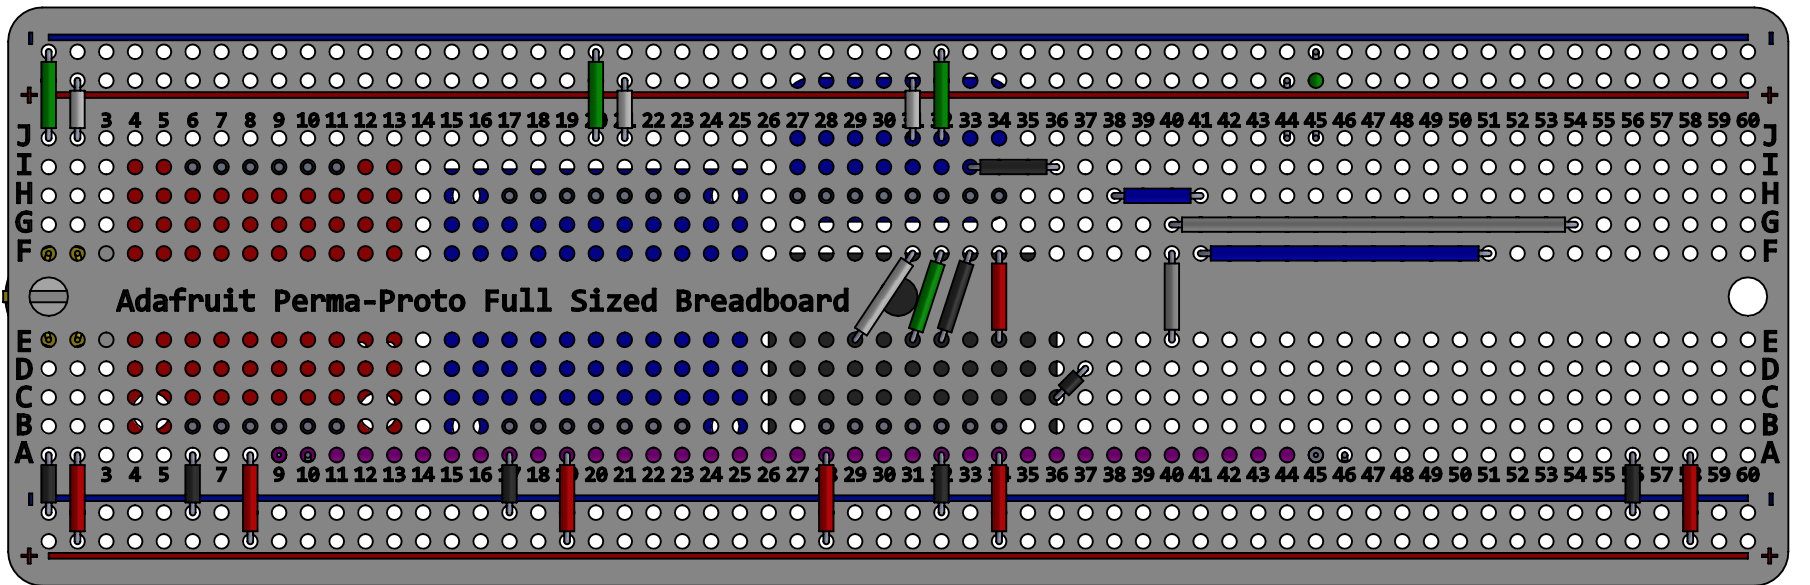 - -
+ +
3 4 5 6 7 8 9 10 11 12 13 14 15 16 17 18 19 22 23 24 25 26 27 28 29 30 33 34 35 36 37 38 39 40 41 42 43 44 45 46 47 48 49 50 51 52 53 54 55 56 57 58 59 60
J J
I I
H H
G G
F F
Adafruit Perma-Proto Full Sized Breadboard
E E
D D
C C
B B
A A
3 4 5 7 9 10 11 12 13 14 15 16 18 20 21 22 23 24 25 26 27 29 30 31 33 35 36 37 38 39 40 41 42 43 44 45 46 47 48 49 50 51 52 53 54 55 57 59 60
- -
+ +